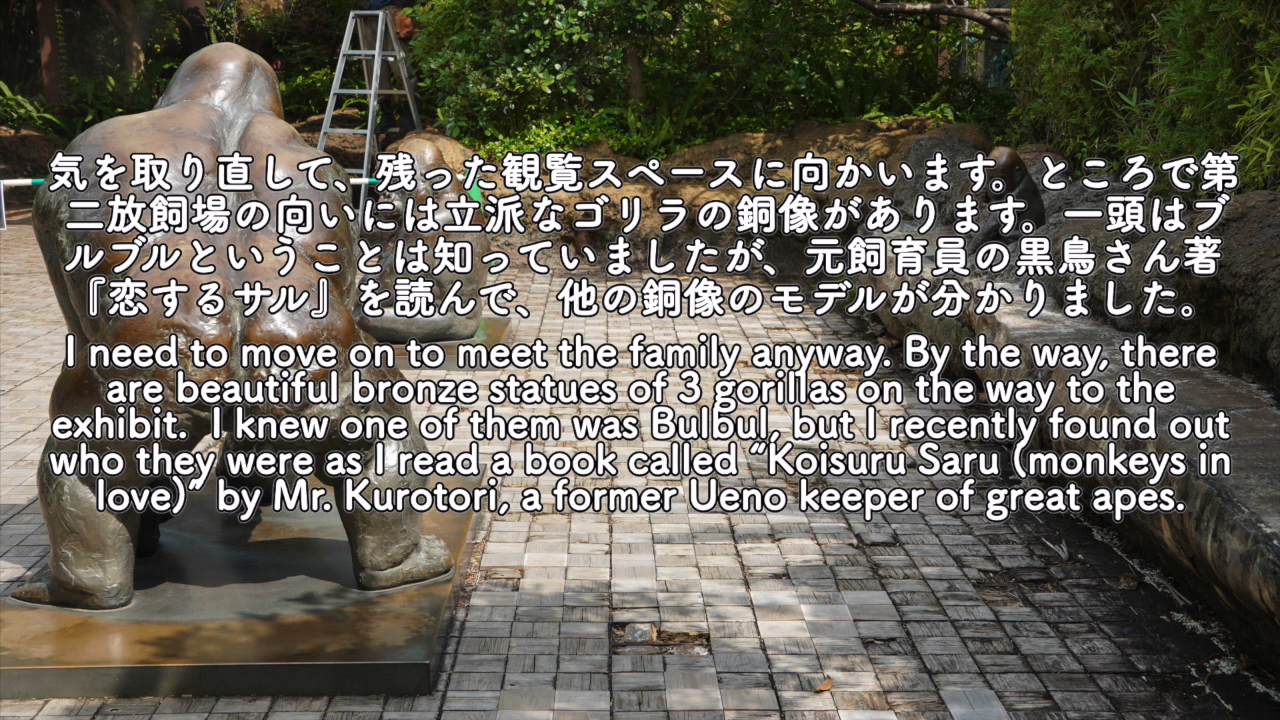 気を取り直して、残った観覧スペースに向かいます。ところで第
二放飼場の向いには立派なゴリラの銅像があります。一頭はブ
ルブルということは知っていましたが、元飼育員の黒鳥さん著
『恋するサル』を読んで、他の銅像のモデルが分かりました。
I need to move on to meet the family anyway. By the way, there
are beautiful bronze statues of 3 gorillas on the way to the
exhibit.  I knew one of them was Bulbul, but I recently found out
who they were as I read a book called “Koisuru Saru (monkeys in
love)” by Mr. Kurotori, a former Ueno keeper of great apes.